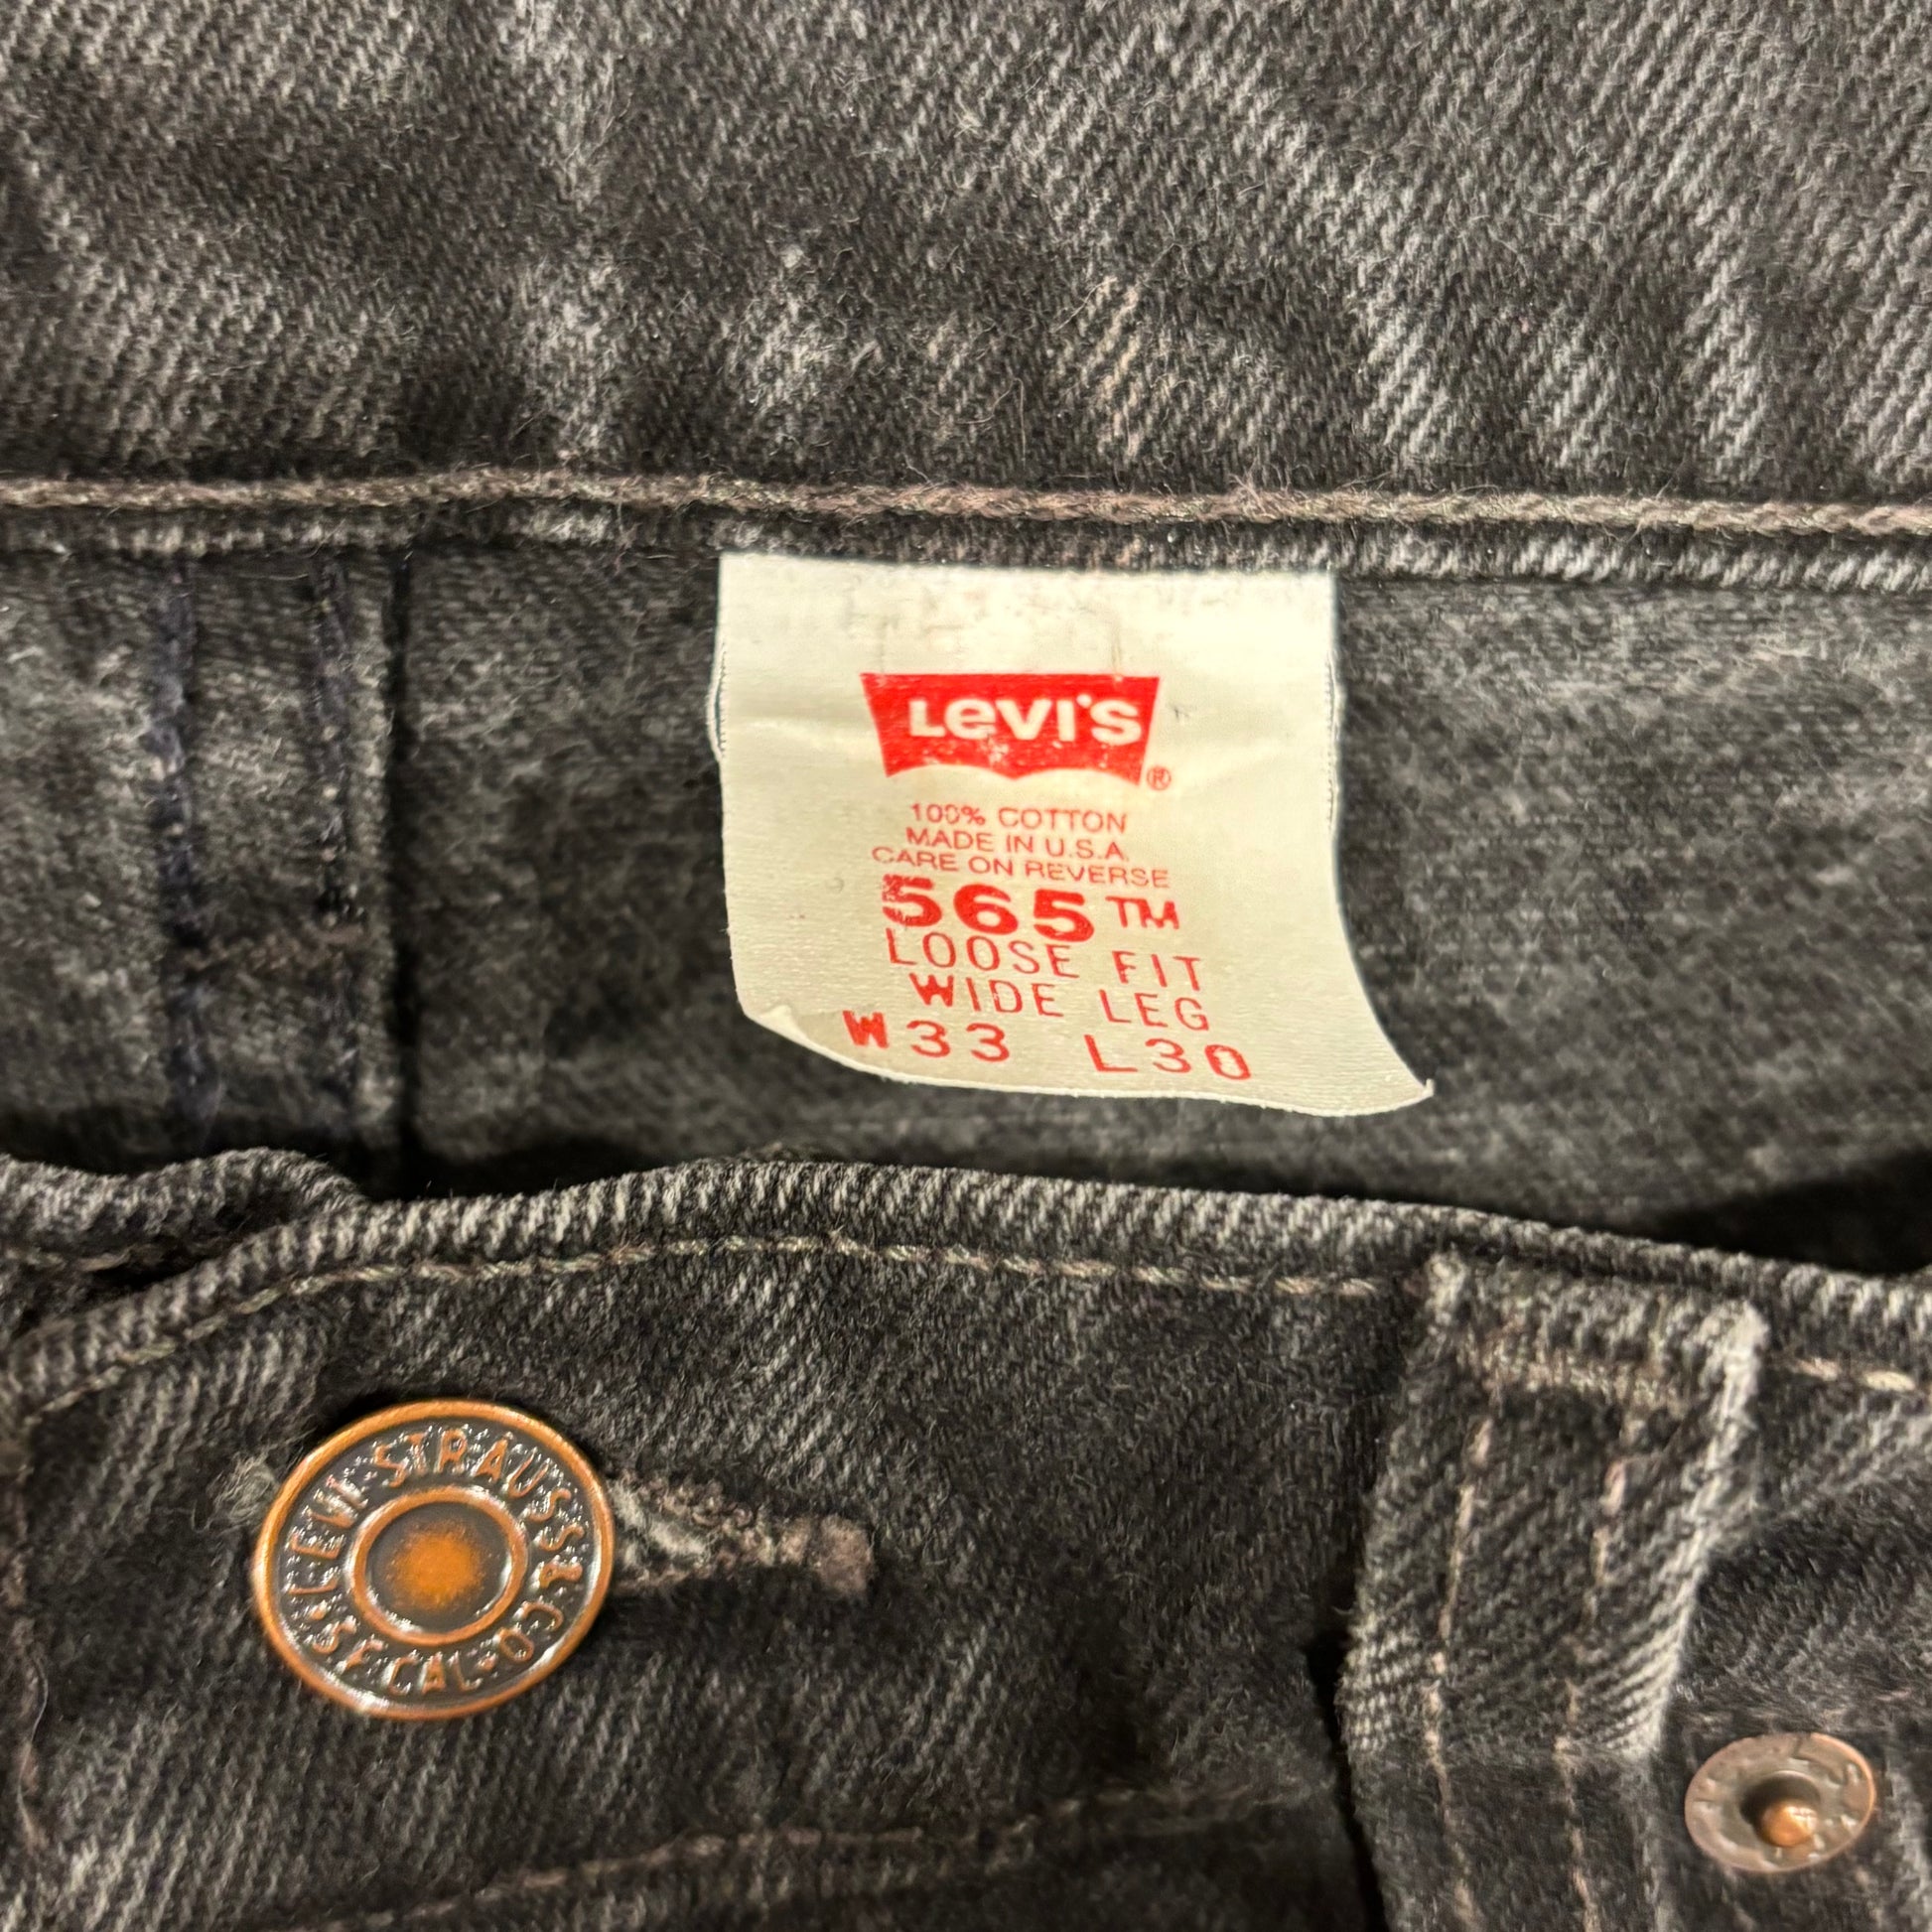 LEVI'S
®
100% COTTON
MADE IN U.S.A.
CARE ON REVERSE
565™
LOOSE FIT
WIDE LEG
W33 L30
LEVI STRAUSS & CO
S.F. CAL.